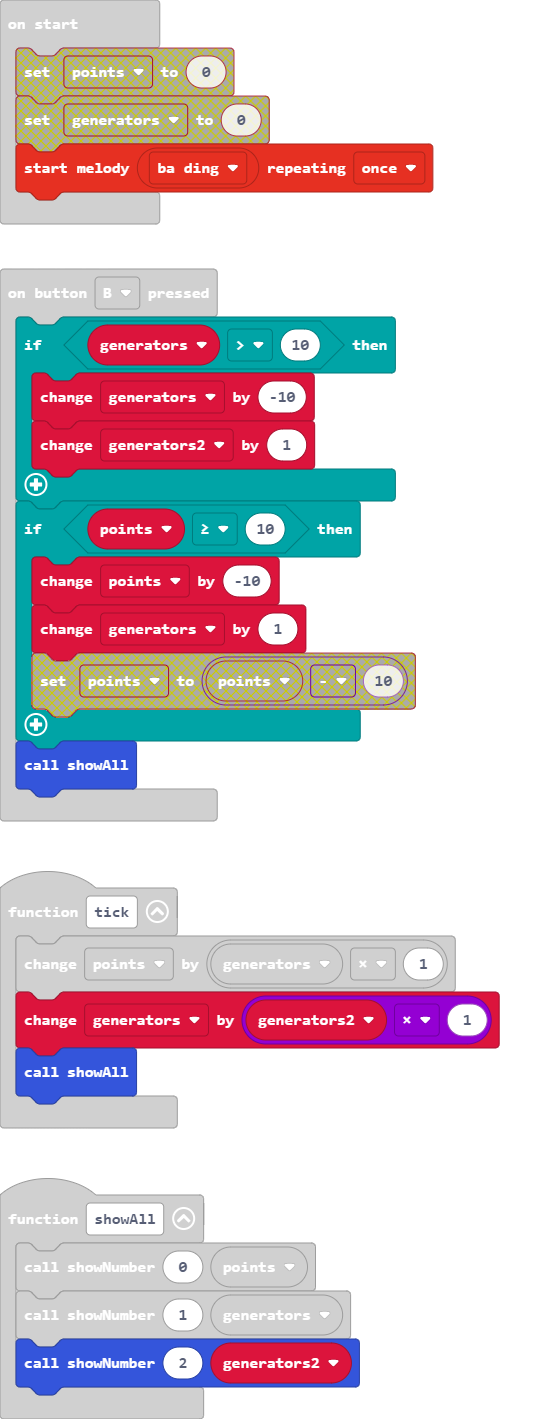 on start
set points to 0
set generators to 0
start melody ba ding repeating once
on button B pressed
if generators > 10 then
change generators by -10
change generators2 by 1
if points ≥ 10 then
change points by -10
change generators by 1
set points to points - 10
call showAll
function tick
change points by generators × 1
change generators by generators2 × 1
call showAll
function showAll
call showNumber 0 points
call showNumber 1 generators
call showNumber 2 generators2